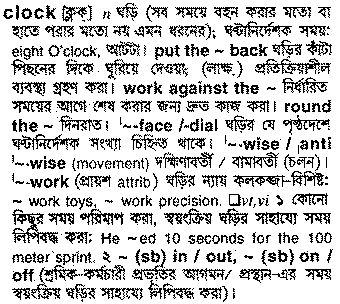 clock [ক্লক্] n ঘড়ি (সব সময়ে বহন করার মতো বা
হাতে পরার মতো নয় এমন ধরনের); ঘণ্টানির্দেশক সময়:
eight O'clock, আটটা। put the ~ back ঘড়ির কাঁটা
পিছনের দিকে ঘুরিয়ে দেওয়া; (লাক্ষ.) প্রতিক্রিয়াশীল
ব্যবস্থা গ্রহণ করা। work against the ~ নির্ধারিত
সময়ের আগে শেষ করার জন্য দ্রুত কাজ করা। round
the ~ দিনরাত। ˈ~-face /-dial ঘড়ির যে পৃষ্ঠদেশে
ঘণ্টানির্দেশক সংখ্যা চিহ্নিত থাকে। ˈ~-wise / ˌanti
ˈ~-wise (movement) দক্ষিণাবর্তী / বামাবর্তী (চলন)।
ˈ~-work (প্রায়শ attrib) ঘড়ির ন্যায় কলকব্জা-বিশিষ্ট:
~ work toys, ~ work precision. □vt,vi ১ কোনো
কিছুর সময় পরিমাপ করা, স্বয়ংক্রিয় ঘড়ির সাহায্যে সময়
লিপিবদ্ধ করা: He ~ed 10 seconds for the 100
meter sprint. ২ ~ (sb) in / out, ~ (sb) on /
off (শ্রমিক-কর্মচারী প্রভৃতির আগমন/ প্রস্থান-এর সময়
স্বয়ংক্রিয় ঘড়ির সাহায্যে লিপিবদ্ধ করা)।